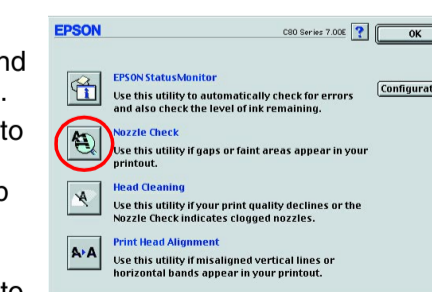 EPSON C80 Series 7.00E ? OK
nd
.
to
EPSON StatusMonitor
Use this utility to automatically check for errors
and also check the level of ink remaining.
Nozzle Check
Use this utility if gaps or faint areas appear in your
printout.
Head Cleaning
Use this utility if your print quality declines or the
Nozzle Check indicates clogged nozzles.
Print Head Alignment
Use this utility if misaligned vertical lines or
horizontal bands appear in your printout.
Configurat